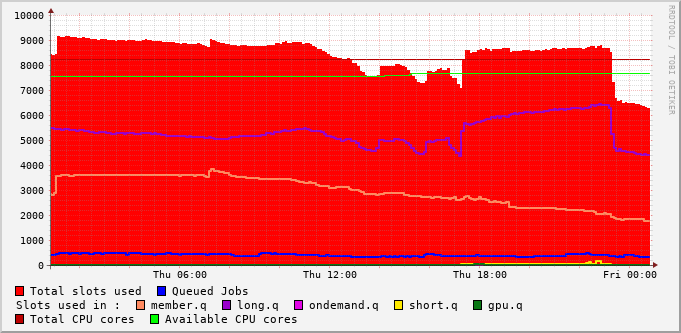 10000
9000
8000
7000
6000
5000
4000
3000
2000
1000
0
Thu 06:00 Thu 12:00 Thu 18:00 Fri 00:00
RRDTOOL / TOBI OETIKER
Total slots used Queued Jobs
Slots used in : member.q long.q ondemand.q short.q gpu.q
Total CPU cores Available CPU cores